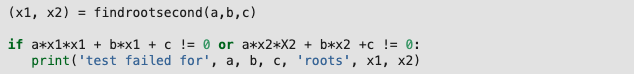 (x1, x2) = findrootsecond(a,b,c)
if a*x1*x1 + b*x1 + c != 0 or a*x2*X2 + b*x2 +c != 0:
print('test failed for', a, b, c, 'roots', x1, x2)